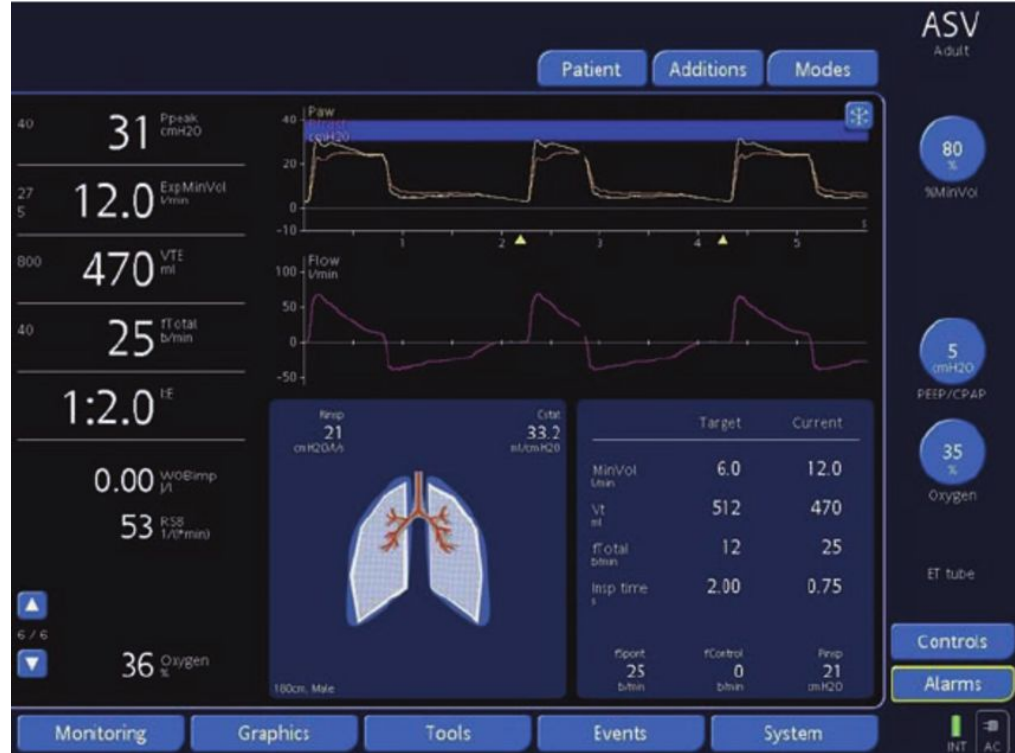 ASV
Adult
Patient
Additions
Modes
40
31
Ppeak
cmH2O
27
5
12.0
ExpMinVol
l/min
800
470
VTE
ml
40
25
fTotal
b/min
1:2.0
I:E
0.00
WOBimp
J/l
53
RSB
1/(l*min)
6 / 6
36
Oxygen
%
Paw
cmH2O
40
20
0
-10
1
2
3
4
5
s
Flow
l/min
100
50
0
-50
Rinsp
21
cmH2O/l/s
Cstat
33.2
ml/cmH2O
180cm, Male
Target Current
MinVol 6.0 12.0
l/min
Vt 512 470
ml
fTotal 12 25
b/min
Insp time 2.00 0.75
s
fSpont fControl Pinsp
25 0 21
b/min b/min cmH2O
80
%
%MinVol
5
cmH2O
PEEP/CPAP
35
%
Oxygen
ET tube
Controls
Alarms
Monitoring
Graphics
Tools
Events
System
INT
AC